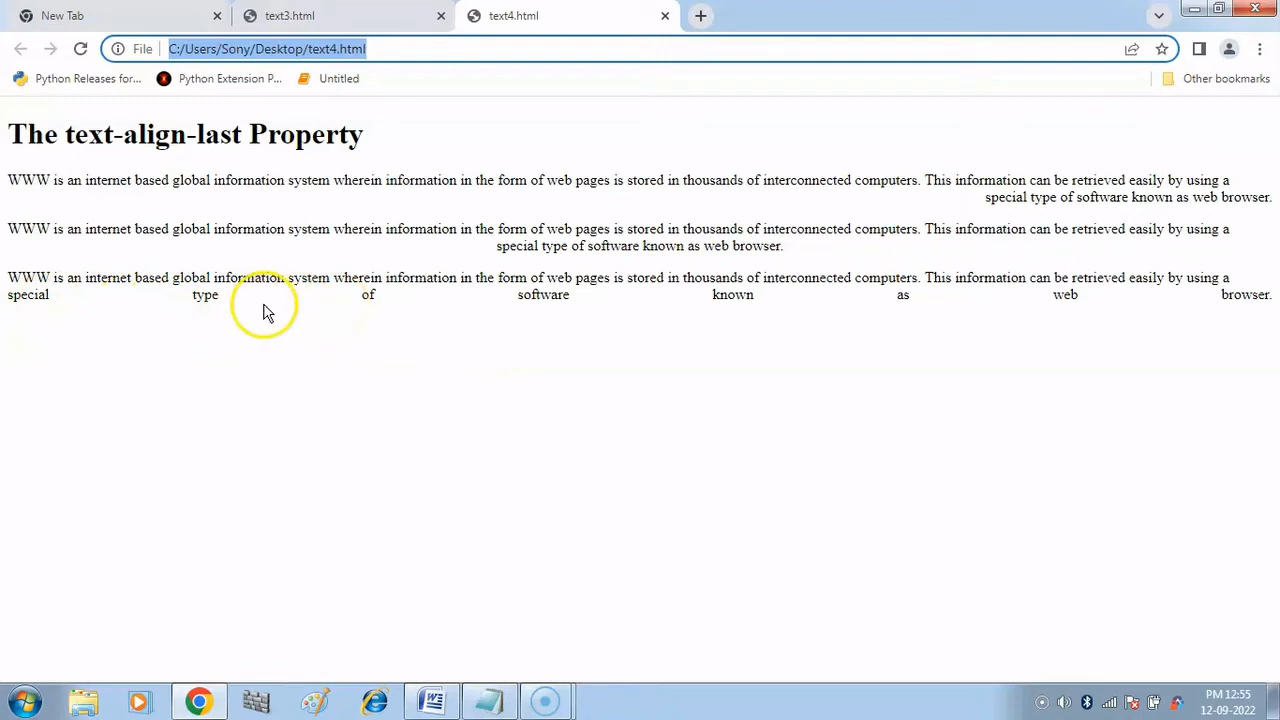 New Tab
text3.html
text4.html
File
C:/Users/Sony/Desktop/text4.html
Python Releases for...
Python Extension P...
Untitled
Other bookmarks
The text-align-last Property
WWW is an internet based global information system wherein information in the form of web pages is stored in thousands of interconnected computers. This information can be retrieved easily by using a
special type of software known as web browser.
WWW is an internet based global information system wherein information in the form of web pages is stored in thousands of interconnected computers. This information can be retrieved easily by using a
special type of software known as web browser.
WWW is an internet based global information system wherein information in the form of web pages is stored in thousands of interconnected computers. This information can be retrieved easily by using a
special type of software known as web browser.
PM 12:55
12-09-2022